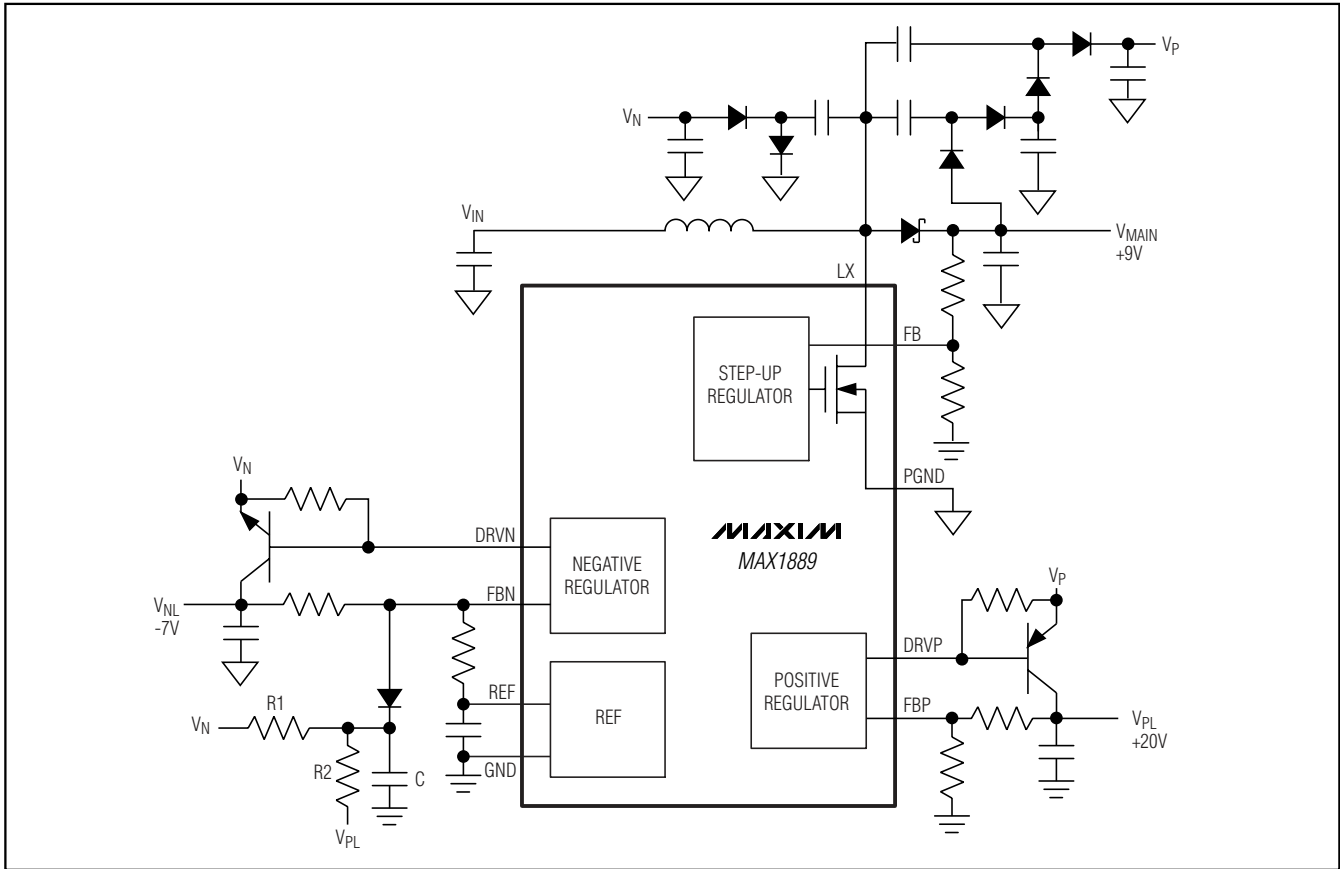 VP
VN
VIN
VMAIN
+9V
LX
FB
STEP-UP
REGULATOR
PGND
VN
MAXIM
MAX1889
DRVN
NEGATIVE
REGULATOR
FBN
VNL
-7V
VP
DRVP
POSITIVE
REGULATOR
FBP
VPL
+20V
REF
REF
R1
VN
R2
C
GND
VPL